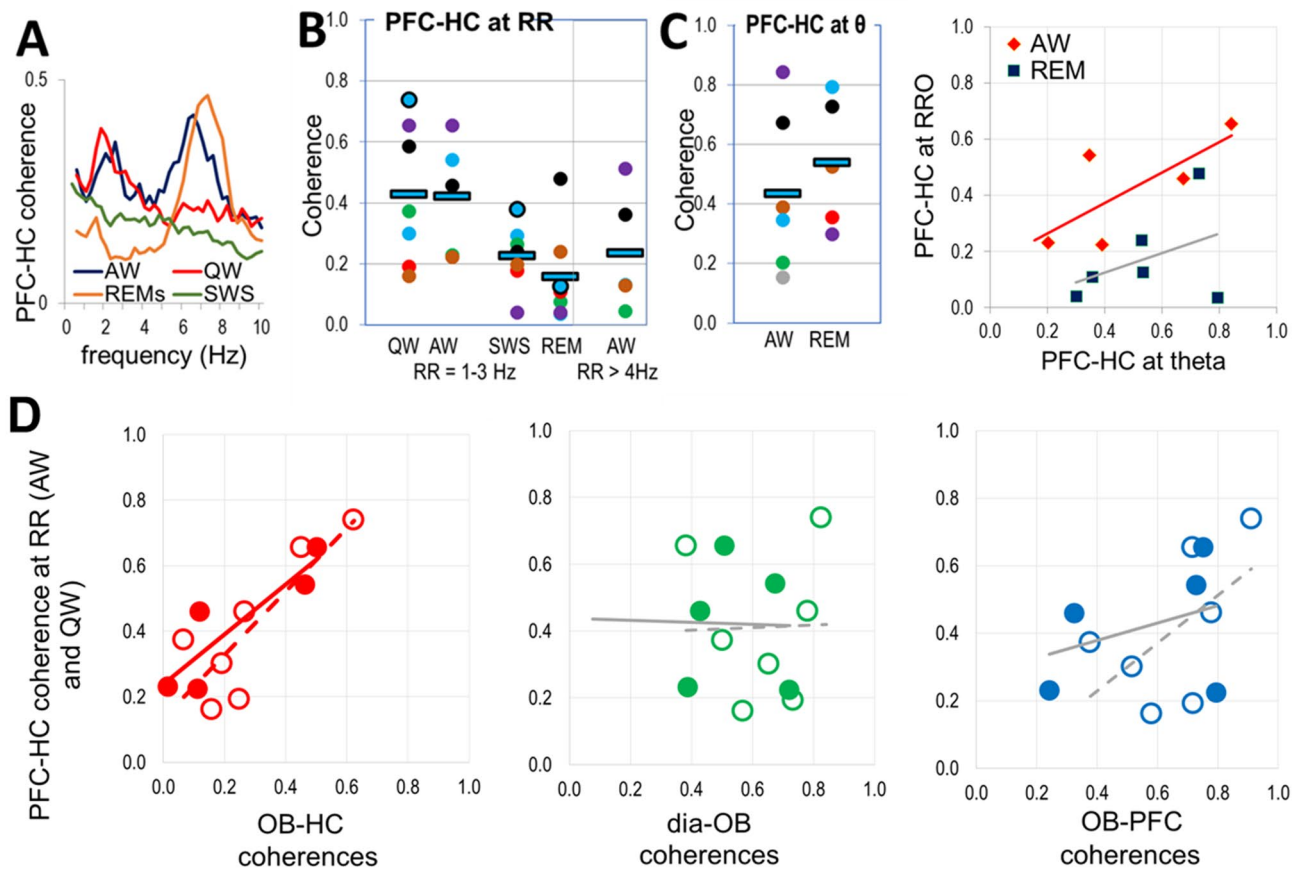 A
0.5
0
PFC-HC coherence
AW QW
REMs SWS
0 2 4 6 8 10
frequency (Hz)
B
PFC-HC at RR
Coherence
1.0
0.8
0.6
0.4
0.2
0.0
QW AW SWS REM AW
RR = 1-3 Hz RR > 4Hz
C
PFC-HC at θ
Coherence
1.0
0.8
0.6
0.4
0.2
0.0
AW REM
PFC-HC at RRO
1.0
0.8
0.6
0.4
0.2
0.0
AW
REM
0.0 0.2 0.4 0.6 0.8 1.0
PFC-HC at theta
D
PFC-HC coherence at RR (AW
and QW)
1.0
0.8
0.6
0.4
0.2
0.0
0.0 0.2 0.4 0.6 0.8 1.0
OB-HC
coherences
1.0
0.8
0.6
0.4
0.2
0.0
0.0 0.2 0.4 0.6 0.8 1.0
dia-OB
coherences
1.0
0.8
0.6
0.4
0.2
0.0
0.0 0.2 0.4 0.6 0.8 1.0
OB-PFC
coherences